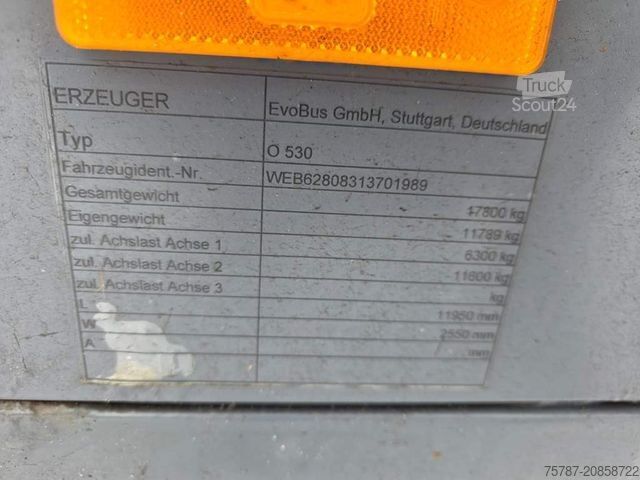 Truck
Scout24
ERZEUGER EvoBus GmbH, Stuttgart, Deutschland
Typ O 530
Fahrzeugident.-Nr. WEB62808313701989
Gesamtgewicht 17800 kg
Eigengewicht 11789 kg
zul. Achslast Achse 1 6300 kg
zul. Achslast Achse 2 11600 kg
zul. Achslast Achse 3 kg
L 11950 mm
W 2550 mm
A mm
75787-20858722